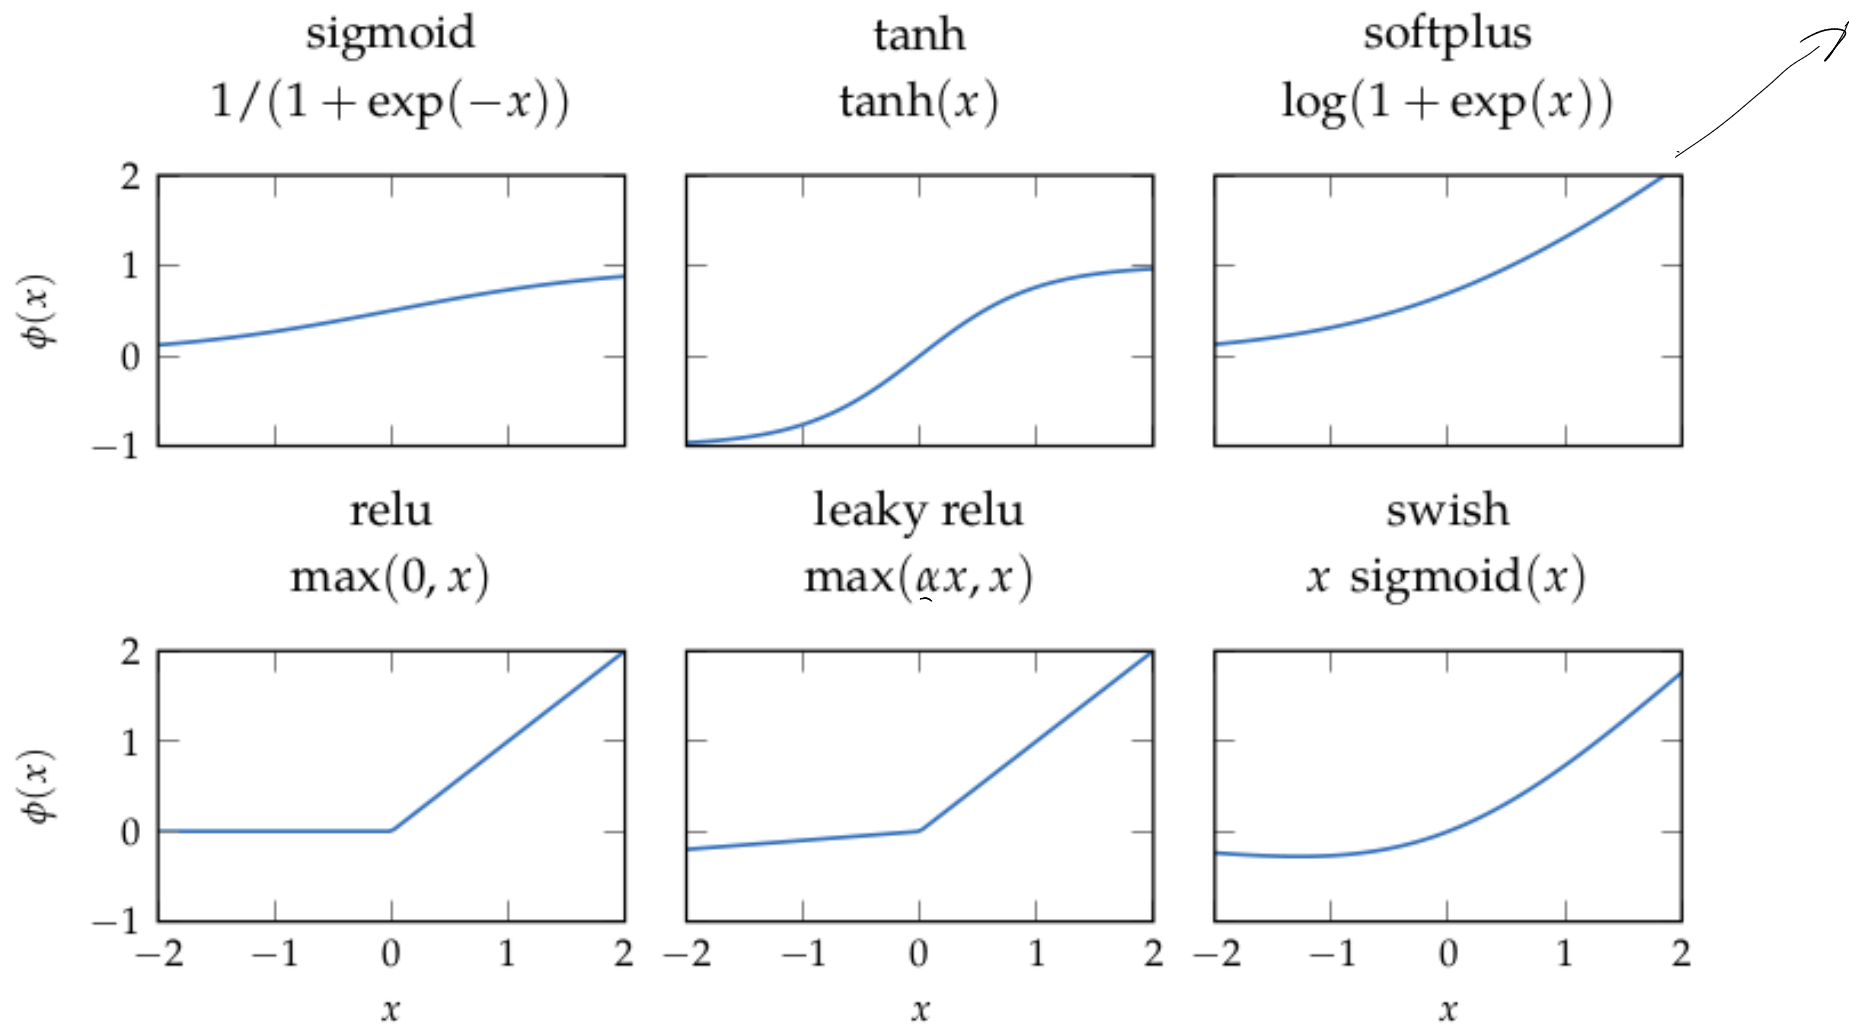 sigmoid
1/(1 + exp(−x))
tanh
tanh(x)
softplus
log(1 + exp(x))
2
1
0
−1
ϕ(x)
relu
max(0, x)
leaky relu
max(αx, x)
swish
x sigmoid(x)
2
1
0
−1
ϕ(x)
−2 −1 0 1 2
−2 −1 0 1 2
−2 −1 0 1 2
x
x
x